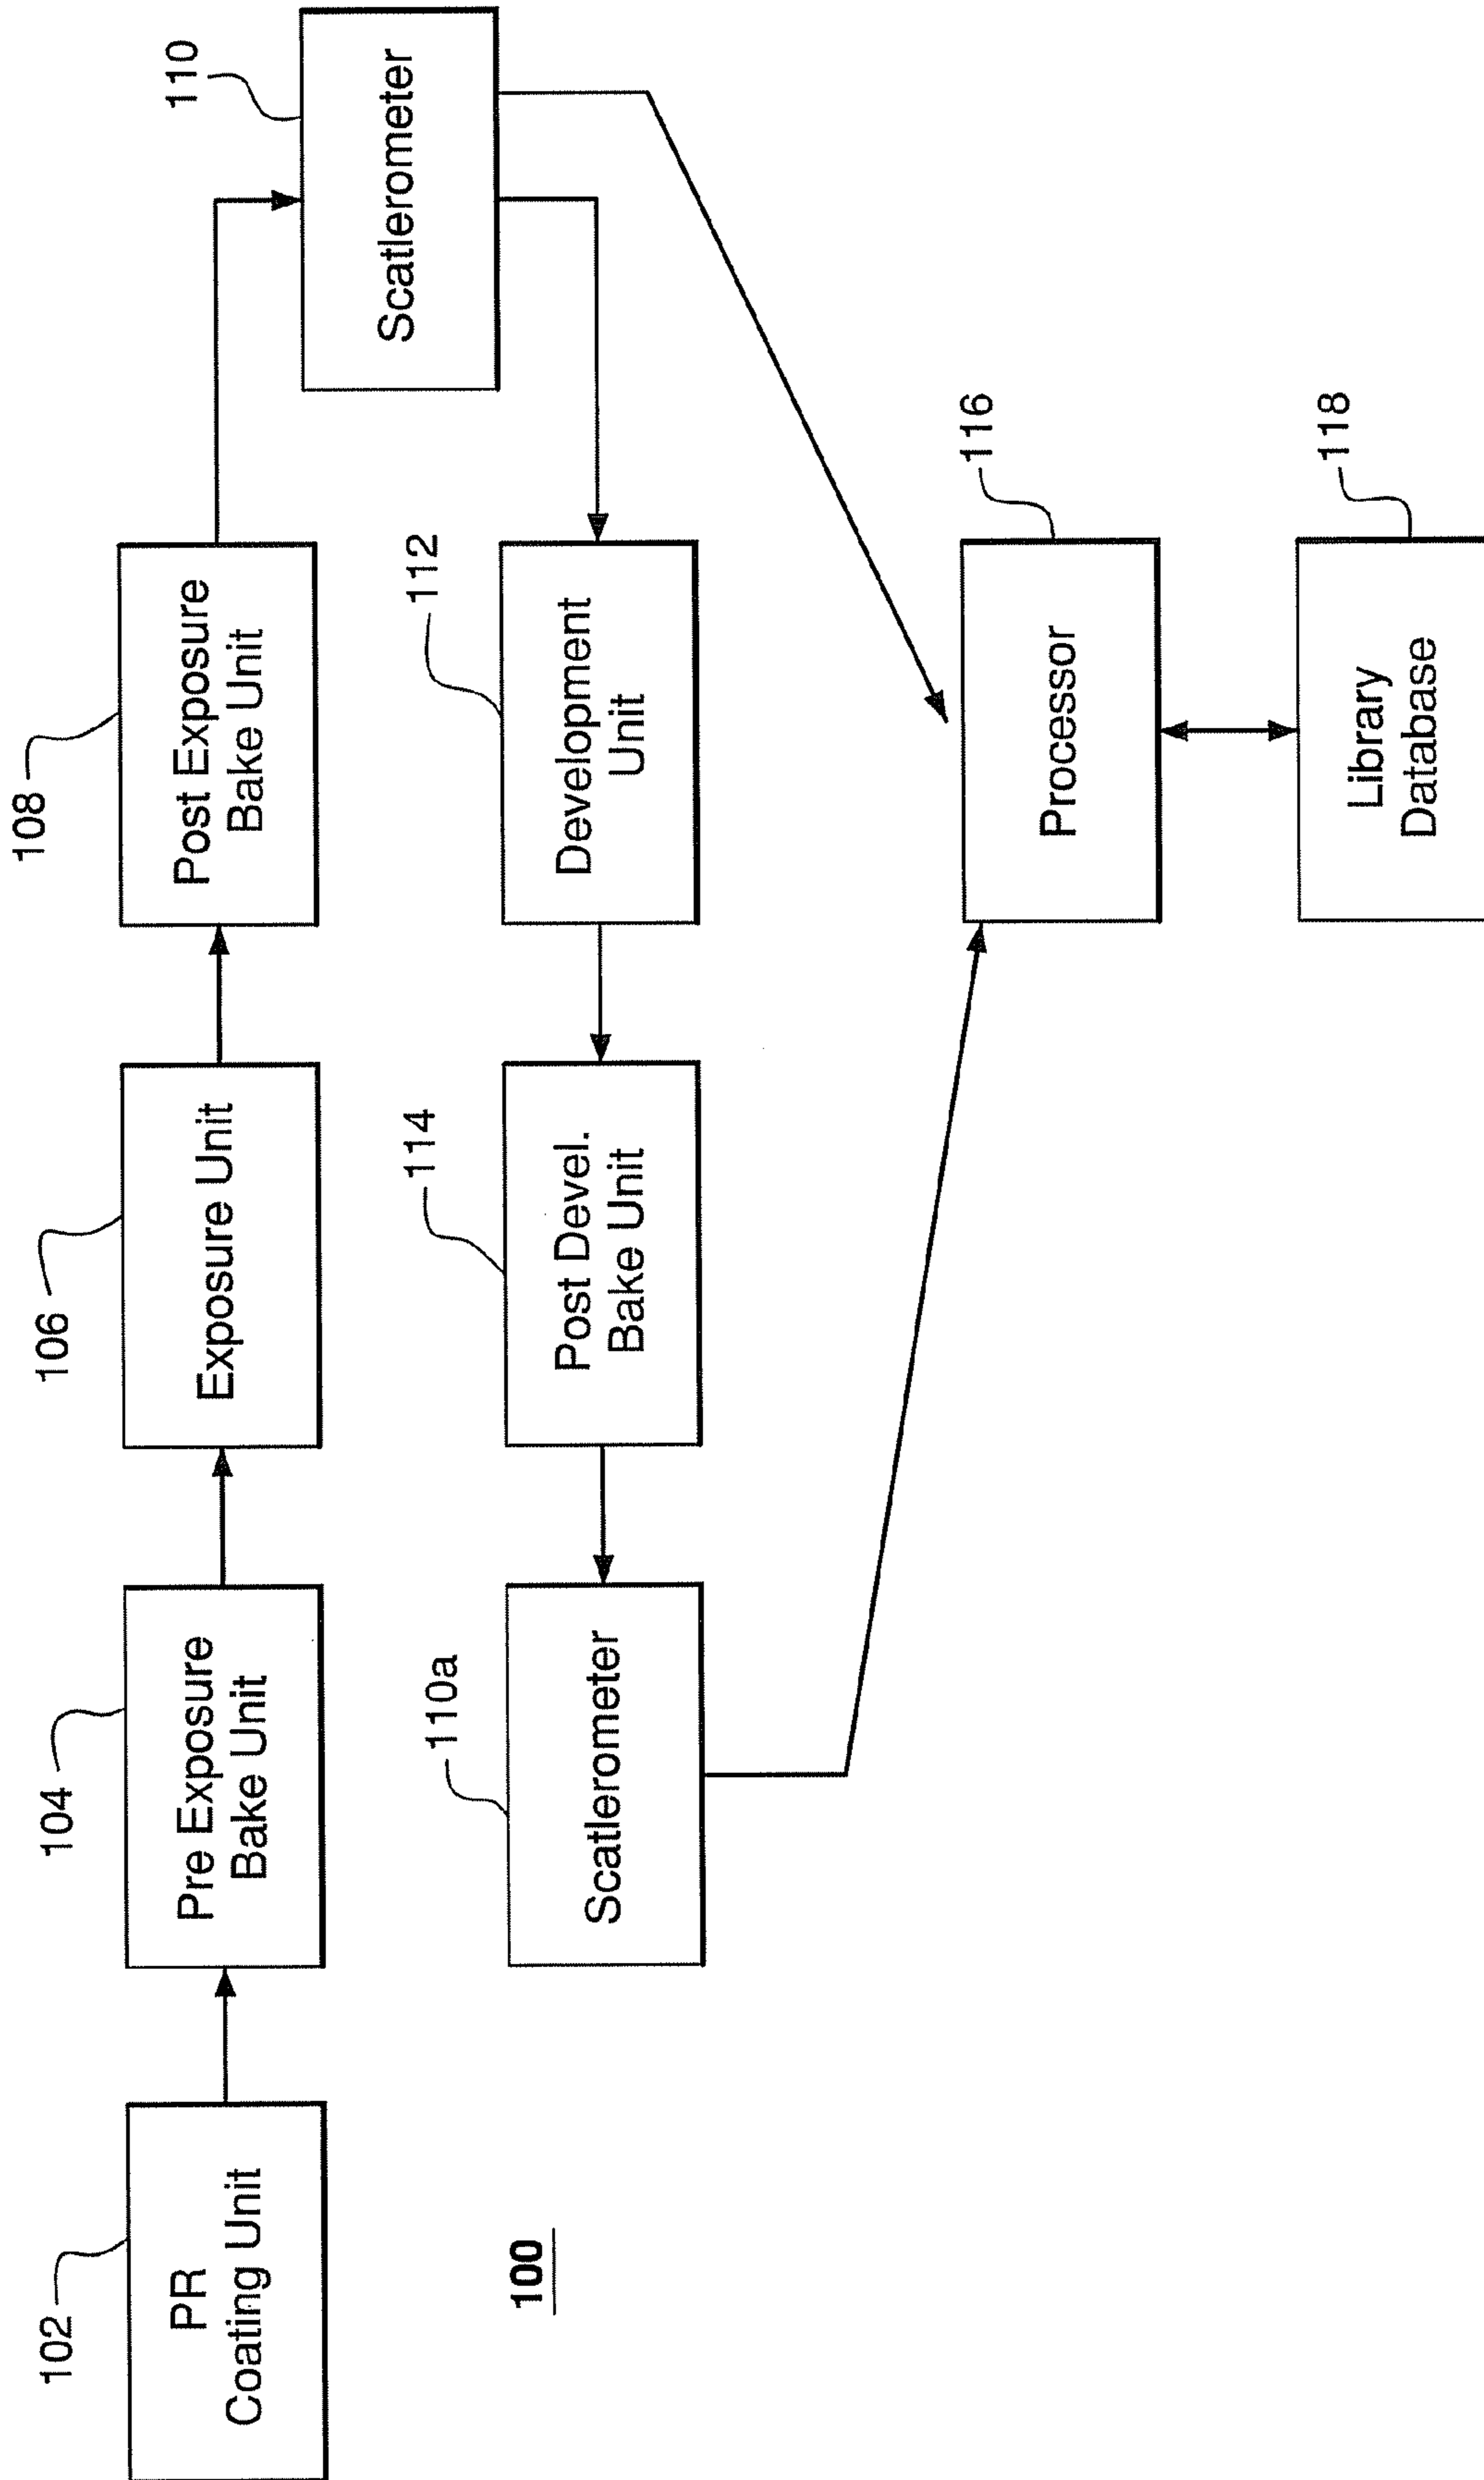 102
PR
Coating Unit
104
Pre Exposure
Bake Unit
106
Exposure Unit
108
Post Exposure
Bake Unit
110
Scatlerometer
110a
Scatlerometer
114
Post Devel.
Bake Unit
112
Development
Unit
100
116
Processor
118
Library
Database